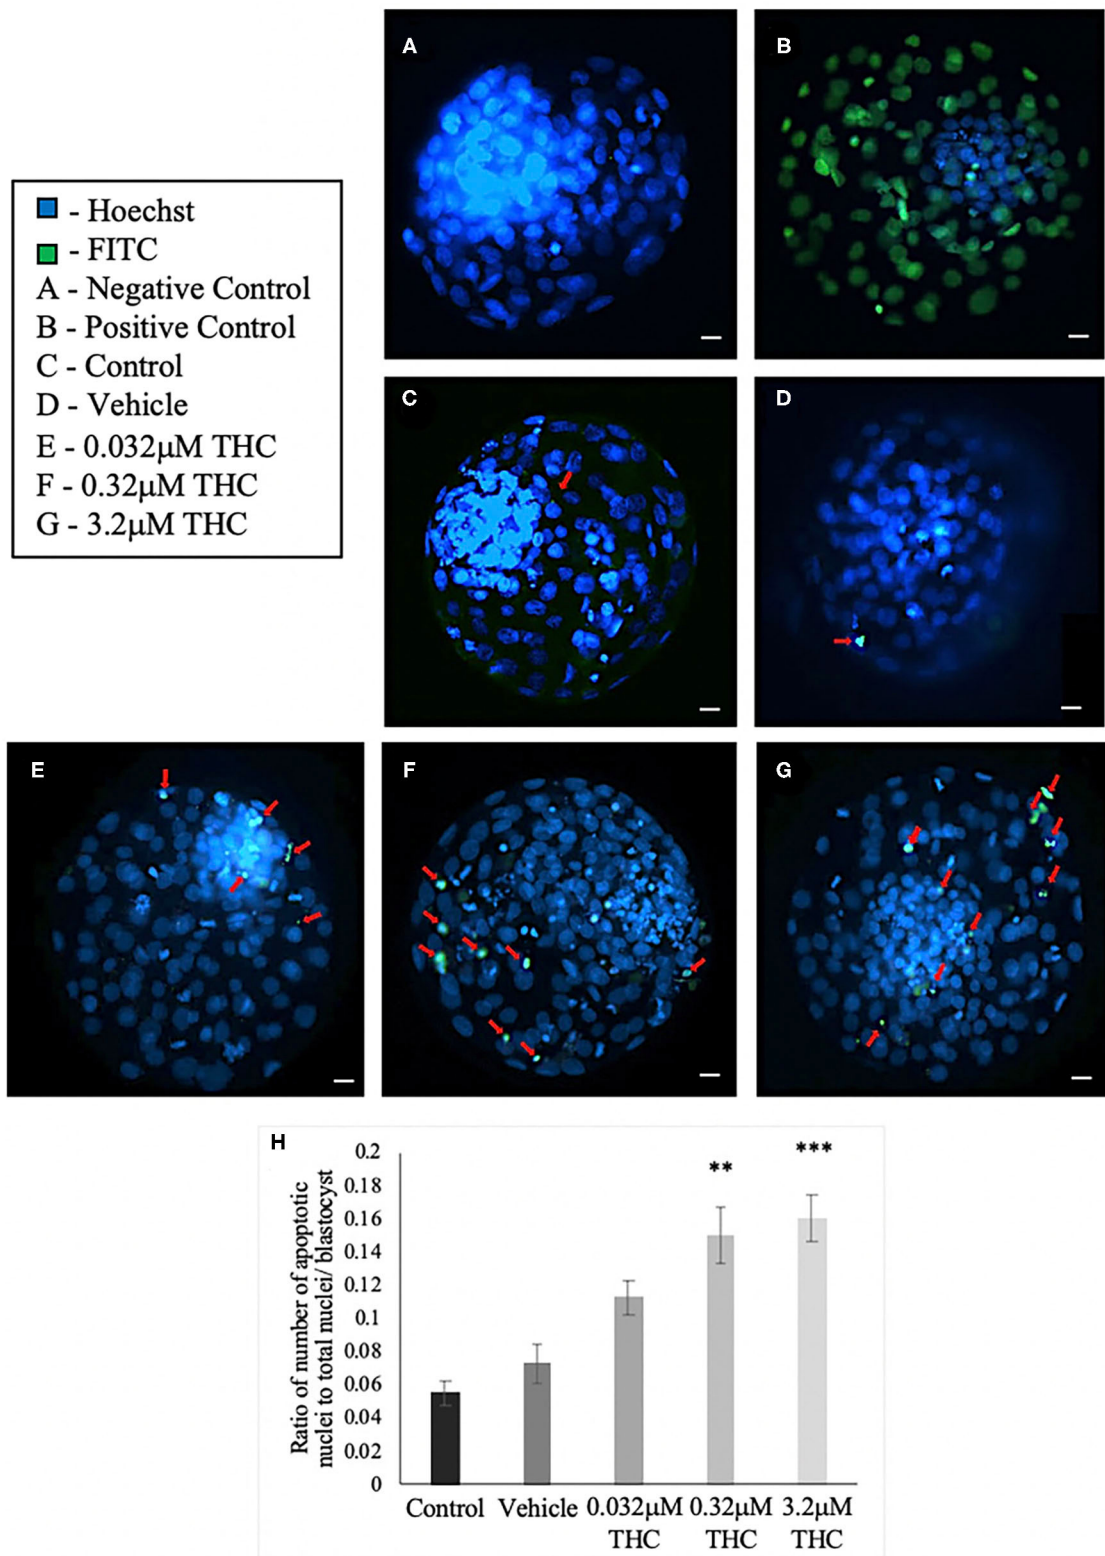 A
B
- Hoechst
- FITC
A - Negative Control
B - Positive Control
C - Control
D - Vehicle
E - 0.032μM THC
F - 0.32μM THC
G - 3.2μM THC
C
D
E
F
G
H
Ratio of number of apoptotic
nuclei to total nuclei/ blastocyst
0.2
0.18
0.16
0.14
0.12
0.1
0.08
0.06
0.04
0.02
0
**
***
Control
Vehicle
0.032μM
THC
0.32μM
THC
3.2μM
THC